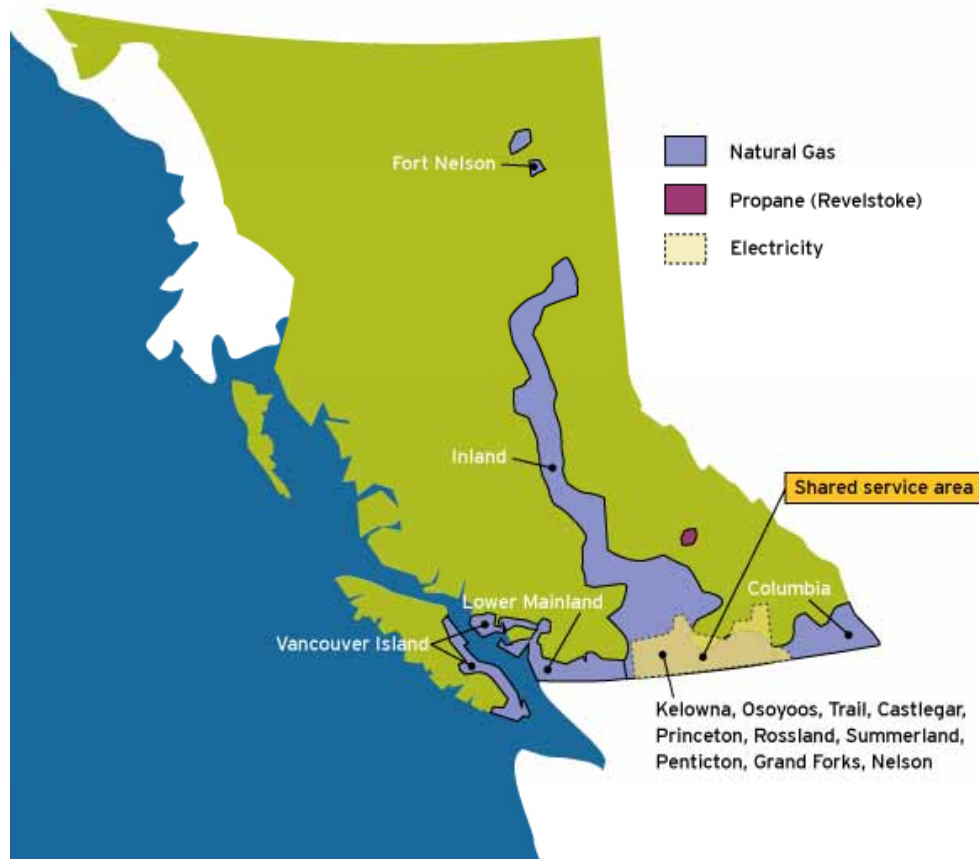 Fort Nelson
Natural Gas
Propane (Revelstoke)
Electricity
Inland
Shared service area
Columbia
Lower Mainland
Vancouver Island
Kelowna, Osoyoos, Trail, Castlegar,
Princeton, Rossland, Summerland,
Penticton, Grand Forks, Nelson